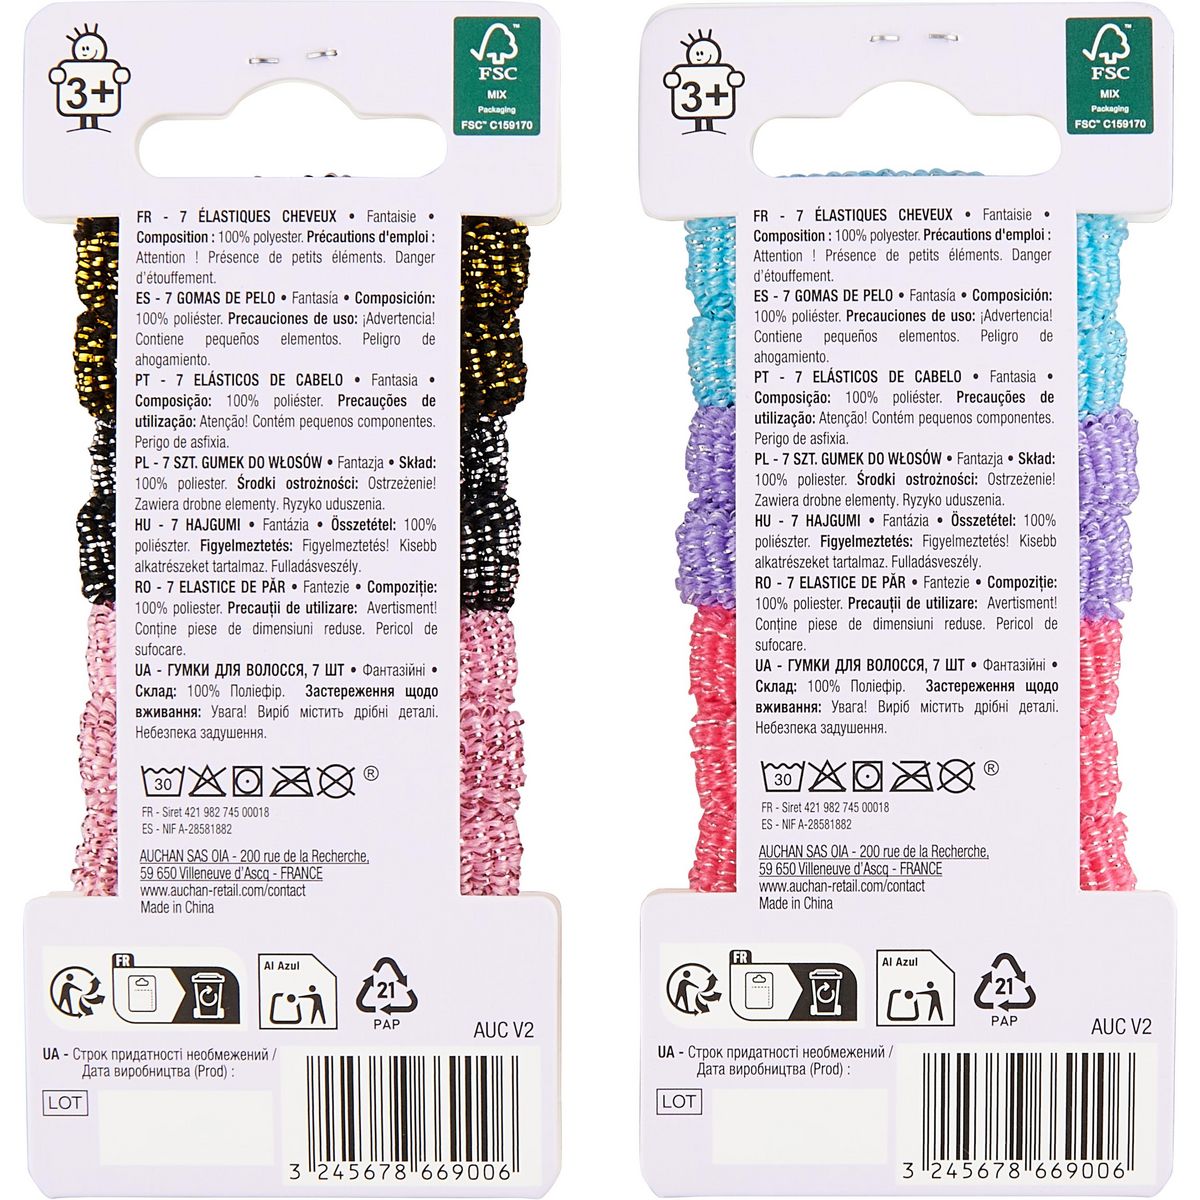 3+
FSC
MIX
Packaging
FSC™ C159170
FR - 7 ÉLASTIQUES CHEVEUX • Fantaisie •
Composition : 100% polyester. Précautions d'emploi :
Attention ! Présence de petits éléments. Danger
d'étouffement.
ES - 7 GOMAS DE PELO • Fantasía • Composición:
100% poliéster. Precauciones de uso: ¡Advertencia!
Contiene pequeños elementos. Peligro de
ahogamiento.
PT - 7 ELÁSTICOS DE CABELO • Fantasia •
Composição: 100% poliéster. Precauções de
utilização: Atenção! Contém pequenos componentes.
Perigo de asfixia.
PL - 7 SZT. GUMEK DO WŁOSÓW • Fantazja • Skład:
100% poliester. Środki ostrożności: Ostrzeżenie!
Zawiera drobne elementy. Ryzyko uduszenia.
HU - 7 HAJGUMI • Fantázia • Összetétel: 100%
poliészter. Figyelmeztetés: Figyelmeztetés! Kisebb
alkatrészeket tartalmaz. Fulladásveszély.
RO - 7 ELASTICE DE PĂR • Fantezie • Compoziție:
100% poliester. Precauții de utilizare: Avertisment!
Conține piese de dimensiuni reduse. Pericol de
sufocare.
UA - ГУМКИ ДЛЯ ВОЛОССЯ, 7 ШТ • Фантазійні •
Склад: 100% Поліефір. Застереження щодо
вживання: Увага! Виріб містить дрібні деталі.
Небезпека задушення.
30 ®
FR - Siret 421 982 745 00018
ES - NIF A-28581882
AUCHAN SAS OIA - 200 rue de la Recherche,
59 650 Villeneuve d'Ascq - FRANCE
www.auchan-retail.com/contact
Made in China
FR
Al Azul
21
PAP
AUC V2
UA - Строк придатності необмежений /
Дата виробництва (Prod) :
LOT
3 245678 669006
3+
FSC
MIX
Packaging
FSC™ C159170
FR - 7 ÉLASTIQUES CHEVEUX • Fantaisie •
Composition : 100% polyester. Précautions d'emploi :
Attention ! Présence de petits éléments. Danger
d'étouffement.
ES - 7 GOMAS DE PELO • Fantasía • Composición:
100% poliéster. Precauciones de uso: ¡Advertencia!
Contiene pequeños elementos. Peligro de
ahogamiento.
PT - 7 ELÁSTICOS DE CABELO • Fantasia •
Composição: 100% poliéster. Precauções de
utilização: Atenção! Contém pequenos componentes.
Perigo de asfixia.
PL - 7 SZT. GUMEK DO WŁOSÓW • Fantazja • Skład:
100% poliester. Środki ostrożności: Ostrzeżenie!
Zawiera drobne elementy. Ryzyko uduszenia.
HU - 7 HAJGUMI • Fantázia • Összetétel: 100%
poliészter. Figyelmeztetés: Figyelmeztetés! Kisebb
alkatrészeket tartalmaz. Fulladásveszély.
RO - 7 ELASTICE DE PĂR • Fantezie • Compoziție:
100% poliester. Precauții de utilizare: Avertisment!
Conține piese de dimensiuni reduse. Pericol de
sufocare.
UA - ГУМКИ ДЛЯ ВОЛОССЯ, 7 ШТ • Фантазійні •
Склад: 100% Поліефір. Застереження щодо
вживання: Увага! Виріб містить дрібні деталі.
Небезпека задушення.
30 ®
FR - Siret 421 982 745 00018
ES - NIF A-28581882
AUCHAN SAS OIA - 200 rue de la Recherche,
59 650 Villeneuve d'Ascq - FRANCE
www.auchan-retail.com/contact
Made in China
FR
Al Azul
21
PAP
AUC V2
UA - Строк придатності необмежений /
Дата виробництва (Prod) :
LOT
3 245678 669006